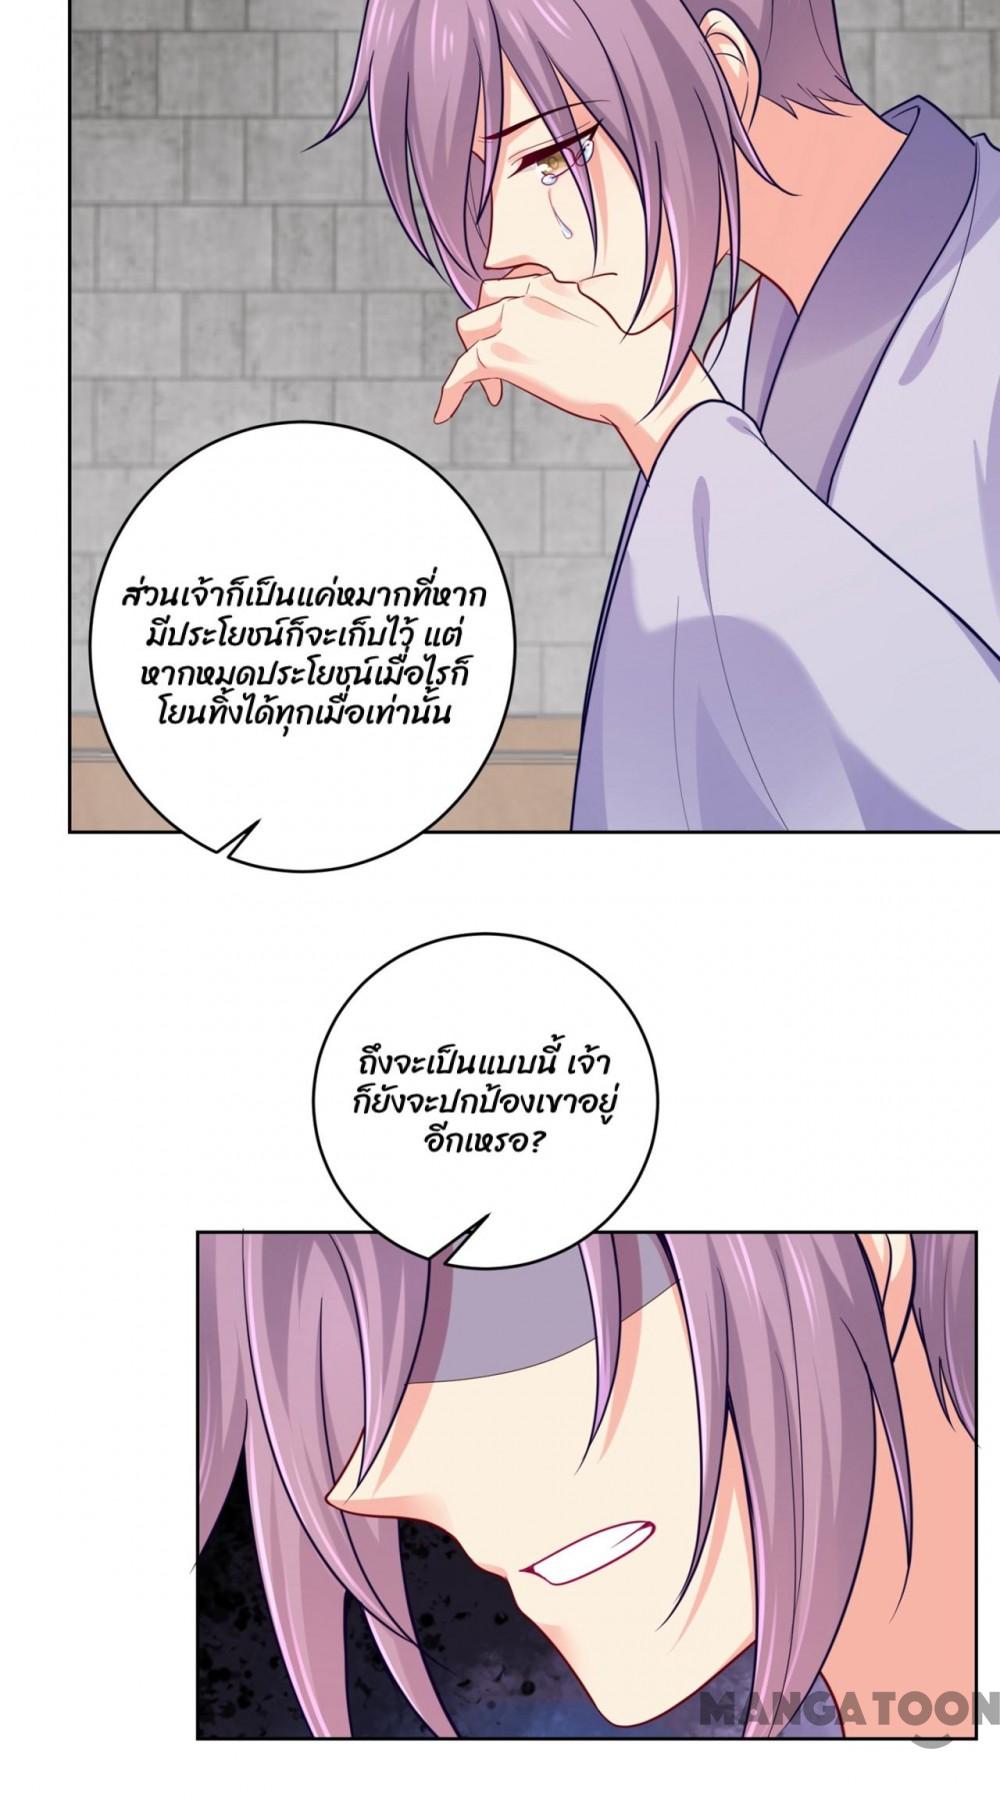 ส่วนเจ้าก็เป็นแค่หมากที่หาก
มีประโยชน์ก็จะเก็บไว้ แต่
หากหมดประโยชน์เมื่อไรก็
โยนทิ้งได้ทุกเมื่อเท่านั้น
ถึงจะเป็นแบบนี้ เจ้า
ก็ยังจะปกป้องเขาอยู่
อีกเหรอ?
MANGATOON